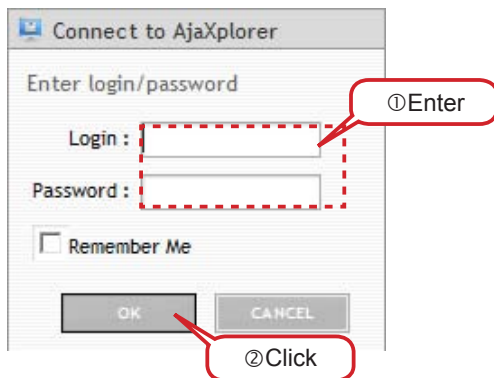 Connect to AjaXplorer
Enter login/password
①Enter
Login :
Password :
Remember Me
OK
CANCEL
②Click